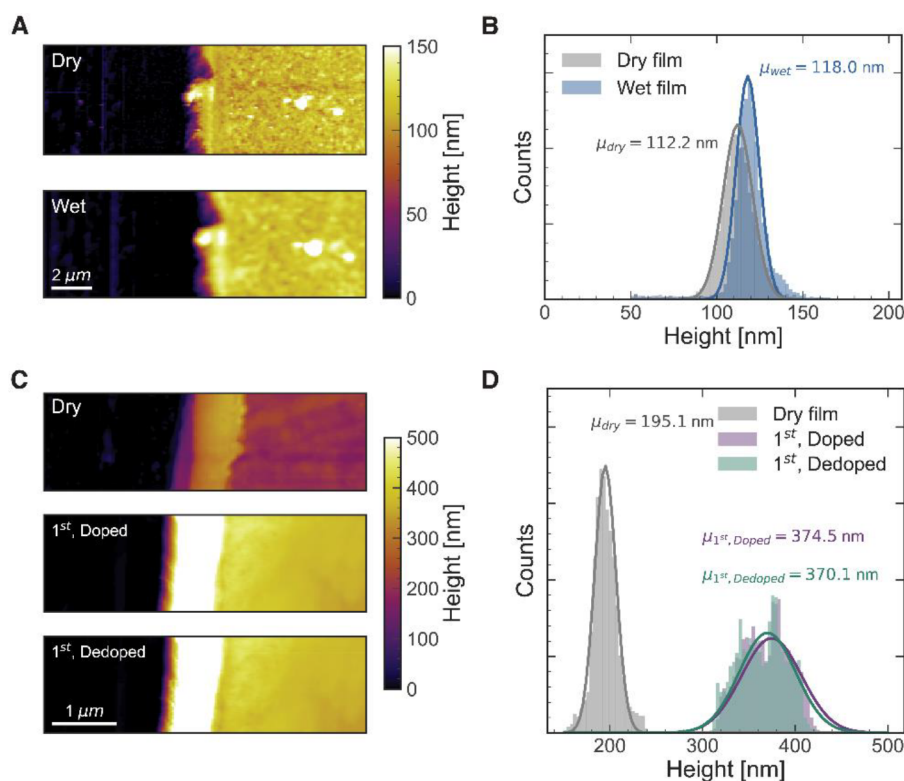 A
Dry
Wet
2 μm
150
100
50
0
Height [nm]
B
Dry film
Wet film
μwet = 118.0 nm
μdry = 112.2 nm
Counts
0
50
100
150
200
Height [nm]
C
Dry
1st, Doped
1st, Dedoped
1 μm
500
400
300
200
100
0
Height [nm]
D
μdry = 195.1 nm
Dry film
1st, Doped
1st, Dedoped
μ1st, Doped = 374.5 nm
μ1st, Dedoped = 370.1 nm
Counts
200
300
400
500
Height [nm]